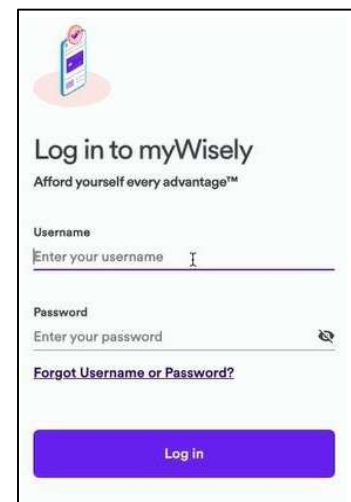 Log in to myWisely
Afford yourself every advantage™
Username
Enter your username
Password
Enter your password
Forgot Username or Password?
Log in